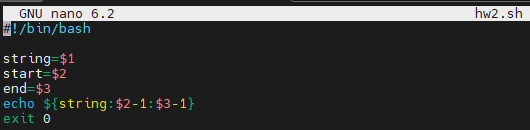 GNU nano 6.2 hw2.sh
#!/bin/bash
string=$1
start=$2
end=$3
echo ${string:$2-1:$3-1}
exit 0